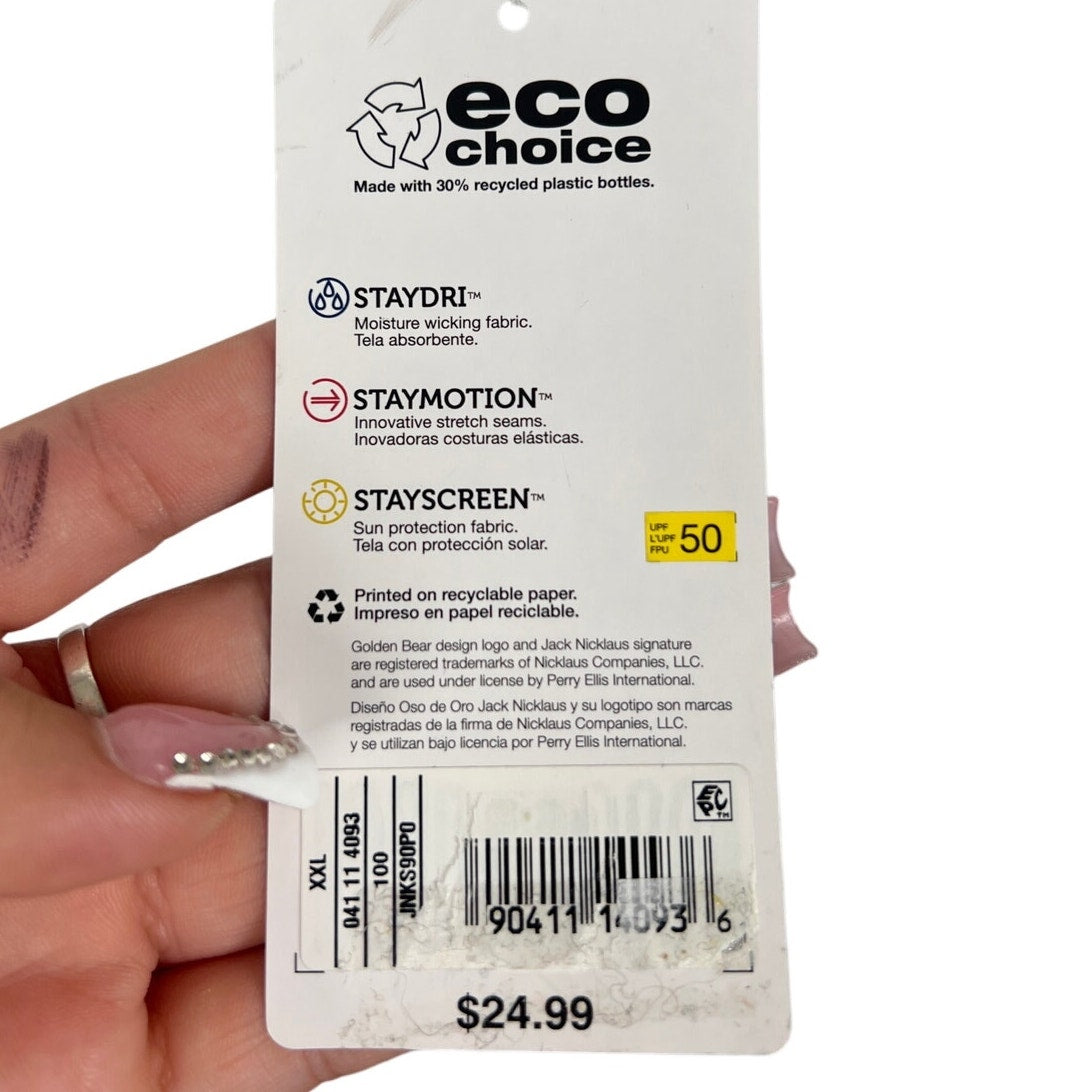 eco
choice
Made with 30% recycled plastic bottles.
STAYDRI™
Moisture wicking fabric.
Tela absorbente.
STAYMOTION™
Innovative stretch seams.
Inovadoras costuras elásticas.
STAYSCREEN™
Sun protection fabric.
Tela con protección solar.
UPF
L'UPF
FPU
50
Printed on recyclable paper.
Impreso en papel reciclable.
Golden Bear design logo and Jack Nicklaus signature
are registered trademarks of Nicklaus Companies, LLC.
and are used under license by Perry Ellis International.
Diseño Oso de Oro Jack Nicklaus y su logotipo son marcas
registradas de la firma de Nicklaus Companies, LLC.
y se utilizan bajo licencia por Perry Ellis International.
XXL
041 11 4093
100
JNKS90P0
EPC™
90411 14093 6
$24.99